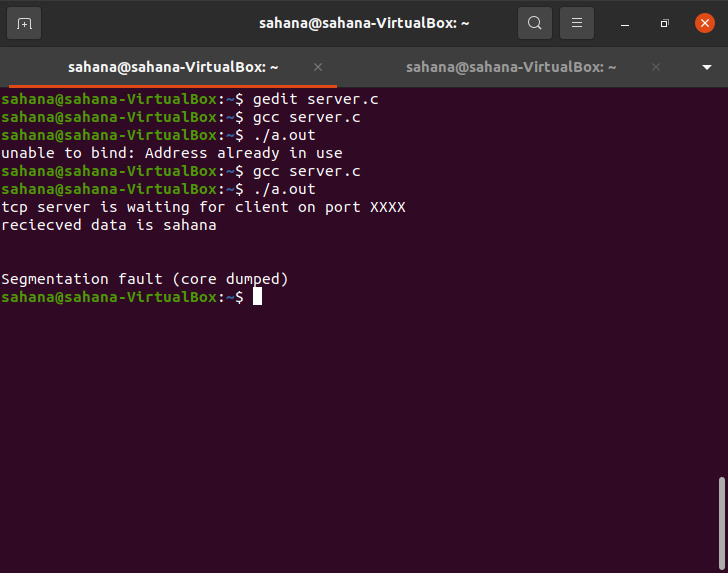 sahana@sahana-VirtualBox: ~
sahana@sahana-VirtualBox: ~
sahana@sahana-VirtualBox: ~
sahana@sahana-VirtualBox:~$ gedit server.c
sahana@sahana-VirtualBox:~$ gcc server.c
sahana@sahana-VirtualBox:~$ ./a.out
unable to bind: Address already in use
sahana@sahana-VirtualBox:~$ gcc server.c
sahana@sahana-VirtualBox:~$ ./a.out
tcp server is waiting for client on port XXXX
reciecved data is sahana
Segmentation fault (core dumped)
sahana@sahana-VirtualBox:~$